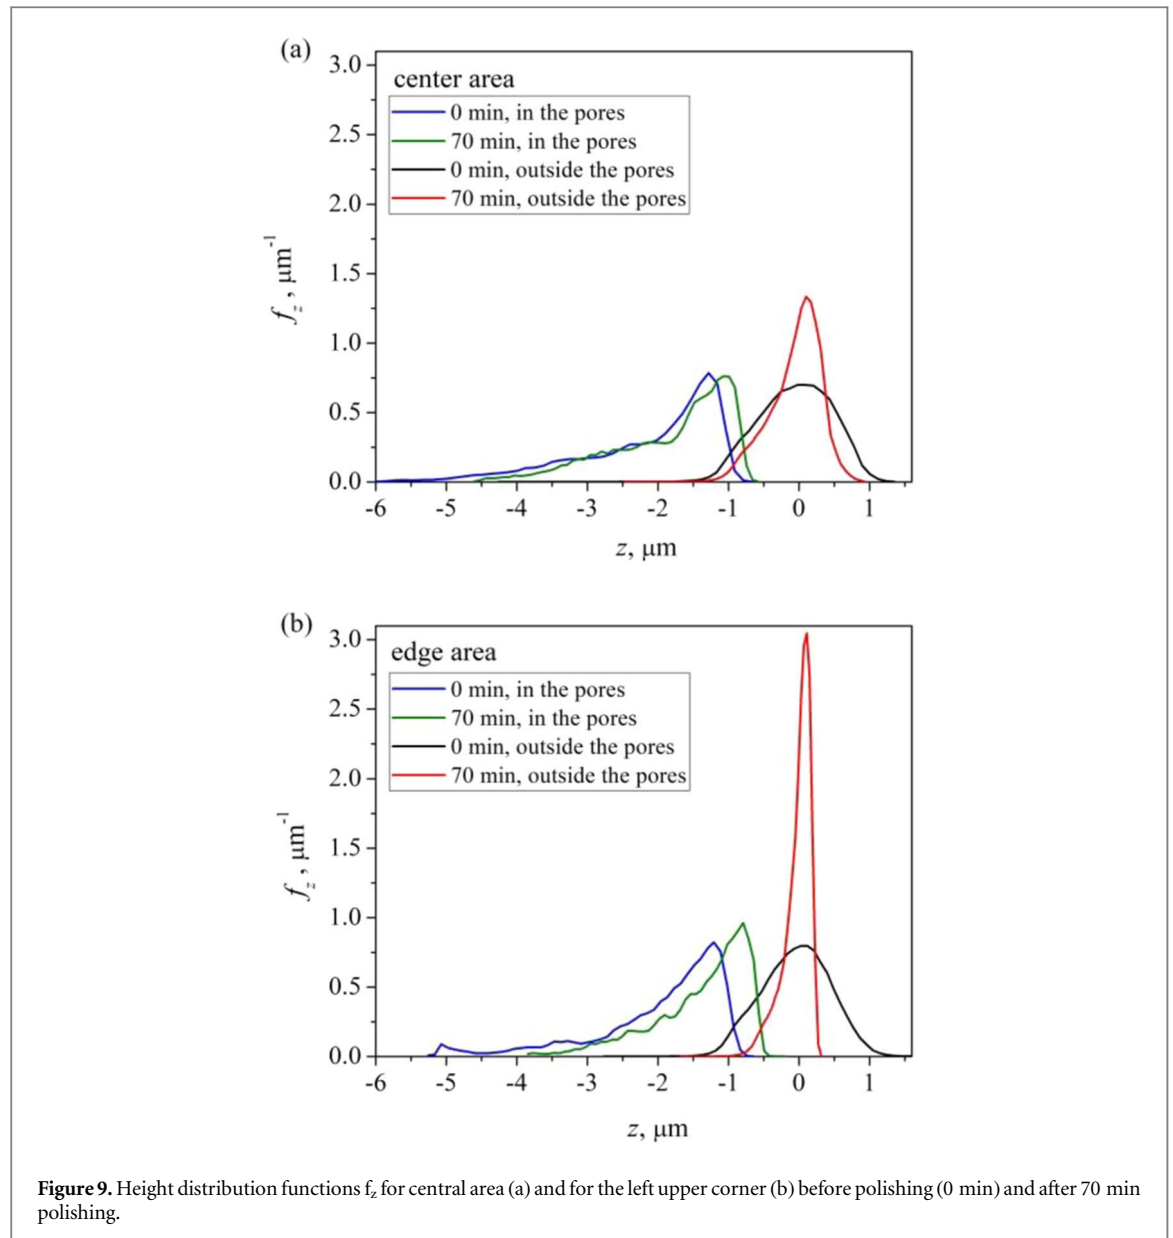 (a)
center area
0 min, in the pores
70 min, in the pores
0 min, outside the pores
70 min, outside the pores
3.0
2.5
2.0
1.5
1.0
0.5
0.0
f_z , μm⁻¹
-6 -5 -4 -3 -2 -1 0 1
z, μm
(b)
edge area
0 min, in the pores
70 min, in the pores
0 min, outside the pores
70 min, outside the pores
3.0
2.5
2.0
1.5
1.0
0.5
0.0
f_z , μm⁻¹
-6 -5 -4 -3 -2 -1 0 1
z, μm
Figure 9. Height distribution functions f_z for central area (a) and for the left upper corner (b) before polishing (0 min) and after 70 min
polishing.